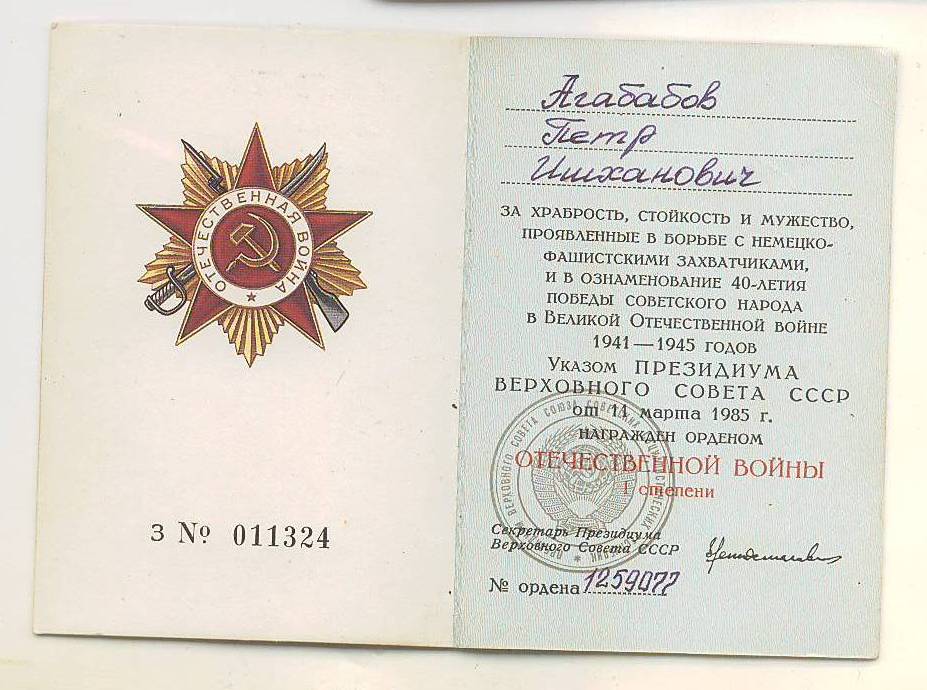 ОТЕЧЕСТВЕННАЯ ВОЙНА
З № 011324
Агабабов
Петр
Ишханович
ЗА ХРАБРОСТЬ, СТОЙКОСТЬ И МУЖЕСТВО,
ПРОЯВЛЕННЫЕ В БОРЬБЕ С НЕМЕЦКО-
ФАШИСТСКИМИ ЗАХВАТЧИКАМИ,
И В ОЗНАМЕНОВАНИЕ 40-ЛЕТИЯ
ПОБЕДЫ СОВЕТСКОГО НАРОДА
В ВЕЛИКОЙ ОТЕЧЕСТВЕННОЙ ВОЙНЕ
1941—1945 ГОДОВ
УКАЗОМ ПРЕЗИДИУМА
ВЕРХОВНОГО СОВЕТА СССР
от 11 марта 1985 г.
НАГРАЖДЕН ОРДЕНОМ
ОТЕЧЕСТВЕННОЙ ВОЙНЫ
I степени
Секретарь Президиума
Верховного Совета СССР
№ ордена 1259077